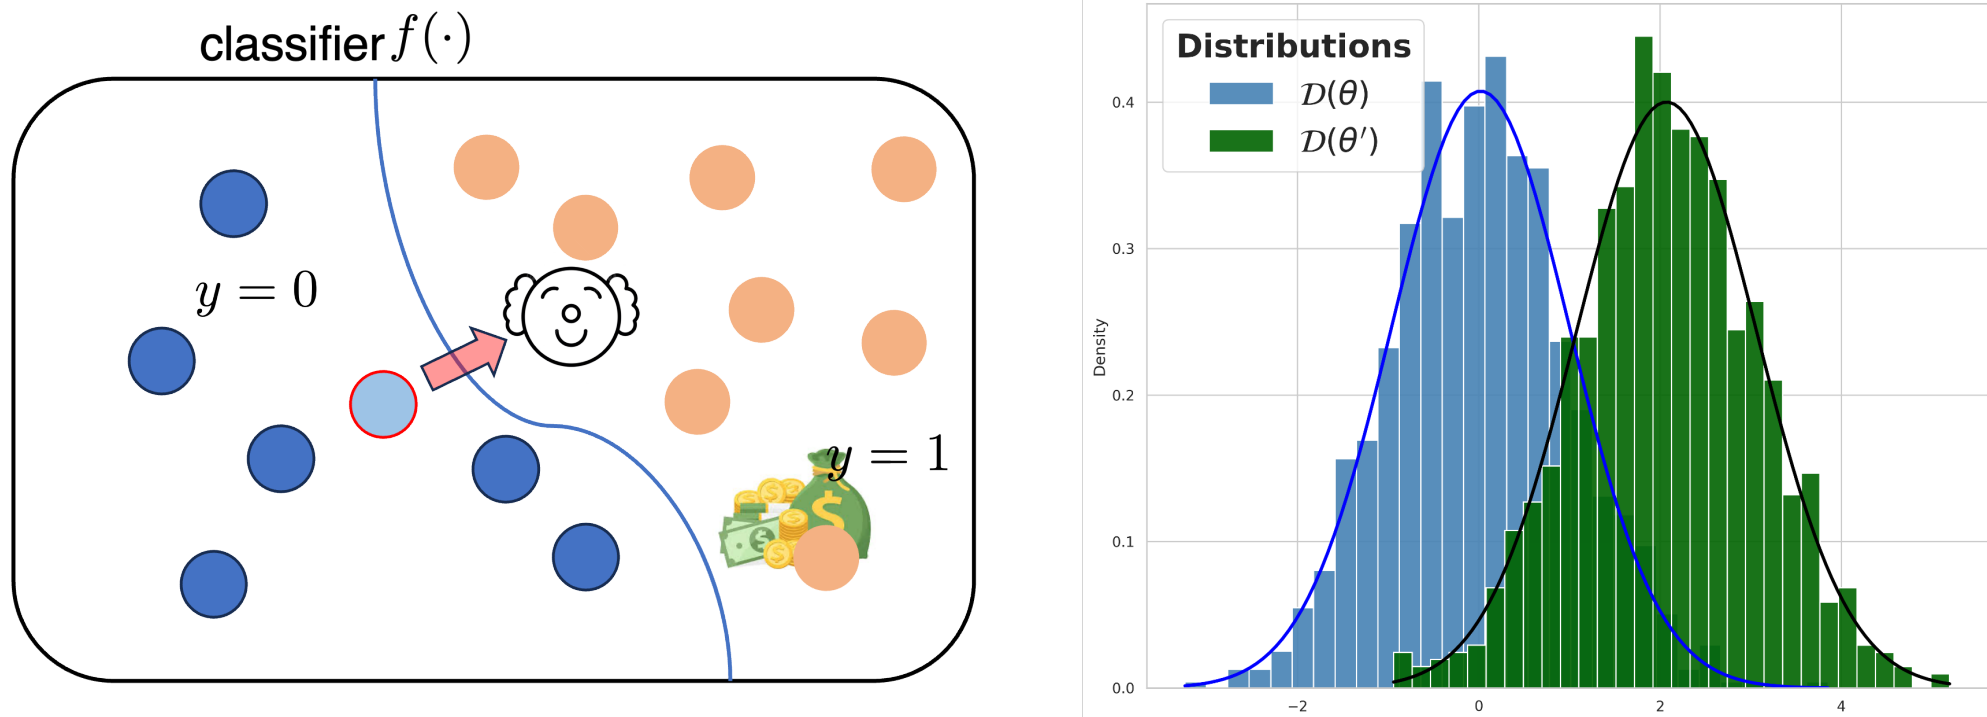 classifier f(·)
y = 0
y = 1
$
$
$
$
$
$
Distributions
𝒟(θ)
𝒟(θ′)
Density
0.4
0.3
0.2
0.1
0.0
−2
0
2
4